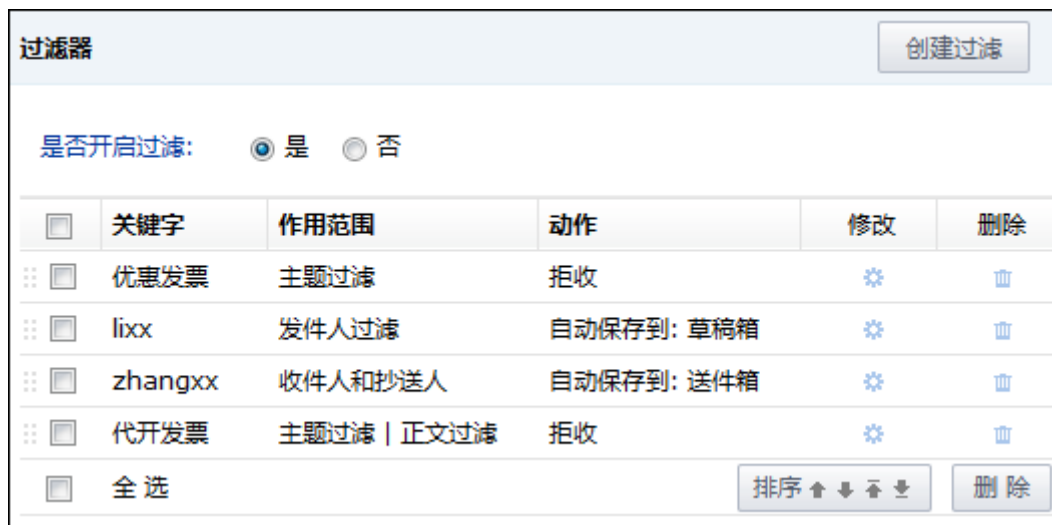 过滤器 创建过滤
是否开启过滤: 是 否
关键字 作用范围 动作 修改 删除
优惠发票 主题过滤 拒收
lixx 发件人过滤 自动保存到: 草稿箱
zhangxx 收件人和抄送人 自动保存到: 送件箱
代开发票 主题过滤 | 正文过滤 拒收
全 选 排序 删 除